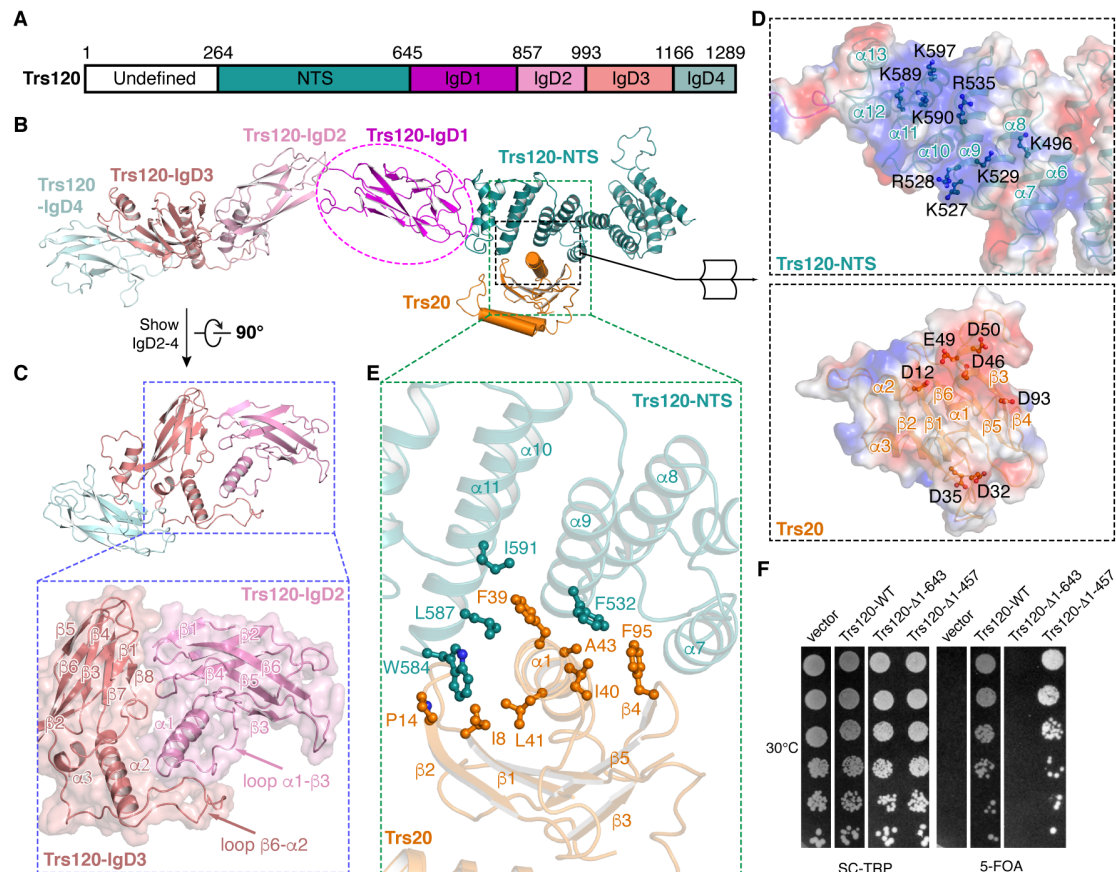 A
1 264 645 857 993 1166 1289
Trs120 Undefined NTS IgD1 IgD2 IgD3 IgD4
B
Trs120-IgD2
Trs120-IgD1
Trs120-IgD3
Trs120
-IgD4
Trs120-NTS
Trs20
Show
IgD2-4
90°
C
Trs120-IgD2
β5
β4
β1
β6
β3
β8
β7
β2
α3
α2
β1
β2
β4
β6
β5
β3
α1
loop α1-β3
loop β6-α2
Trs120-IgD3
D
α13
K597
K589
R535
α12
K590
α8
α11
K496
α10
α9
K529
α6
R528
α7
K527
Trs120-NTS
D50
E49
D46
D12
β3
α2
β6
D93
α1
β2
β1
β5
β4
α3
D35
D32
Trs20
E
Trs120-NTS
α10
α11
α8
α9
I591
F39
F532
L587
A43
F95
α7
W584
α1
I40
β4
P14
I8
L41
β5
β2
β1
β3
Trs20
F
vector
Trs120-WT
Trs120-Δ1-643
Trs120-Δ1-457
vector
Trs120-WT
Trs120-Δ1-643
Trs120-Δ1-457
30°C
SC-TRP
5-FOA